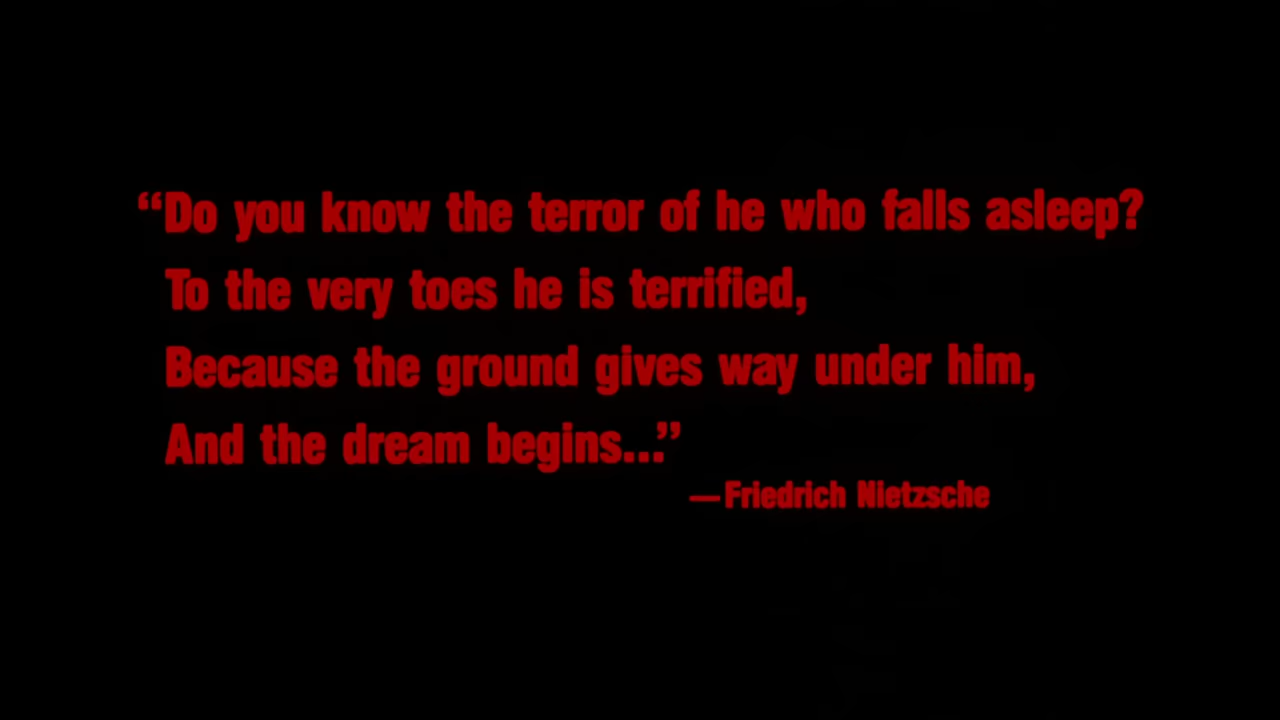 “Do you know the terror of he who falls asleep?
To the very toes he is terrified,
Because the ground gives way under him,
And the dream begins...”
—Friedrich Nietzsche